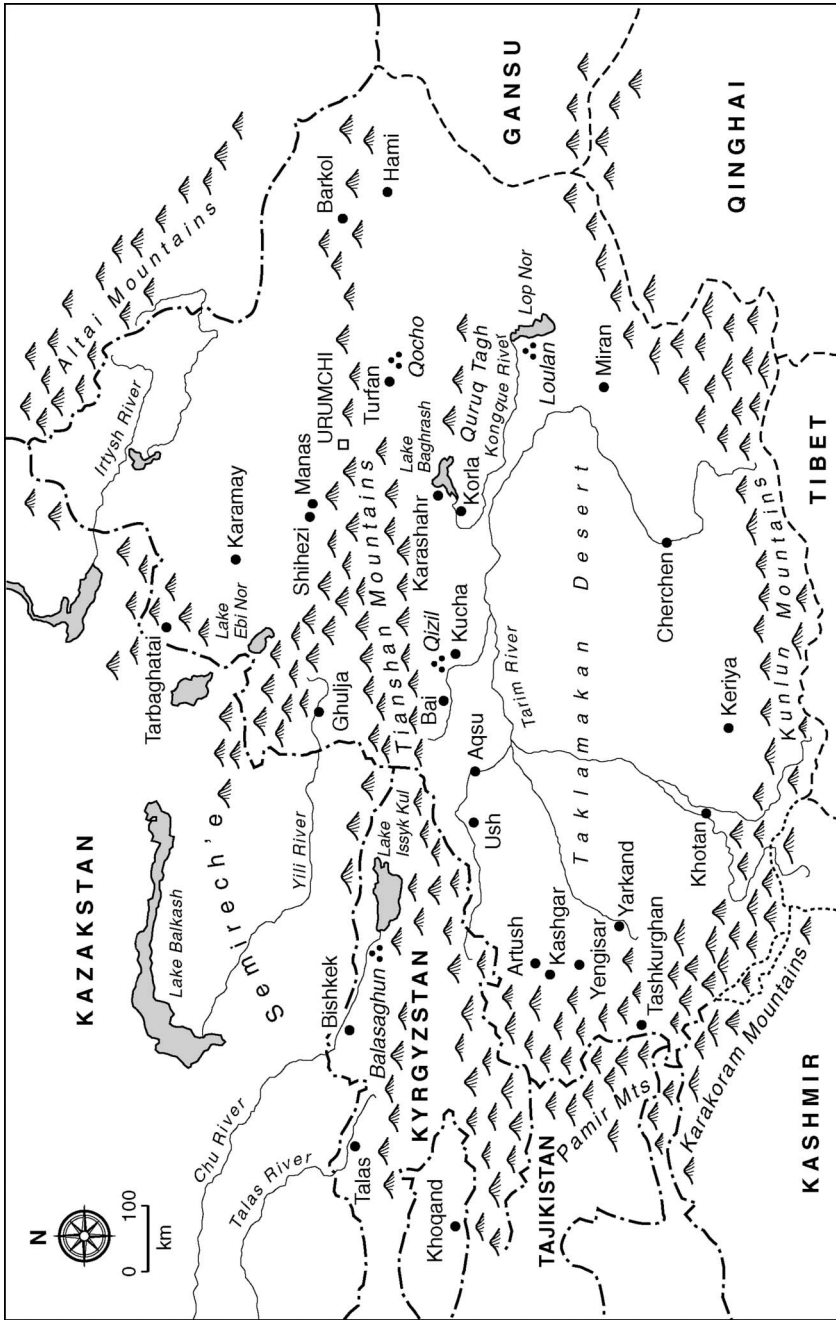 N
0 100
km
KAZAKSTAN
Lake Balkash
Semirech'e
Chu River
Talas River
Talas
Bishkek
Balasaghun
Yili River
Lake
Issyk Kul
KYRGYZSTAN
Khoqand
TAJIKISTAN
Pamir Mts
Karakoram Mountains
KASHMIR
Altai Mountains
Irtysh River
Tarbaghatai
Karamay
Lake
Ebi Nor
Ghulja
Shihezi
Manas
URUMCHI
Tianshan Mountains
Barkol
Hami
Turfan
Qocho
Lake
Baghrash
Karashahr
Korla
Quruq Tagh
Kongque River
Lop Nor
Loulan
Bai
Qizil
Kucha
Aqsu
Ush
Tarim River
Artush
Kashgar
Yengisar
Yarkand
Tashkurghan
Taklamakan Desert
Miran
Cherchen
Keriya
Khotan
Kunlun Mountains
GANSU
QINGHAI
TIBET